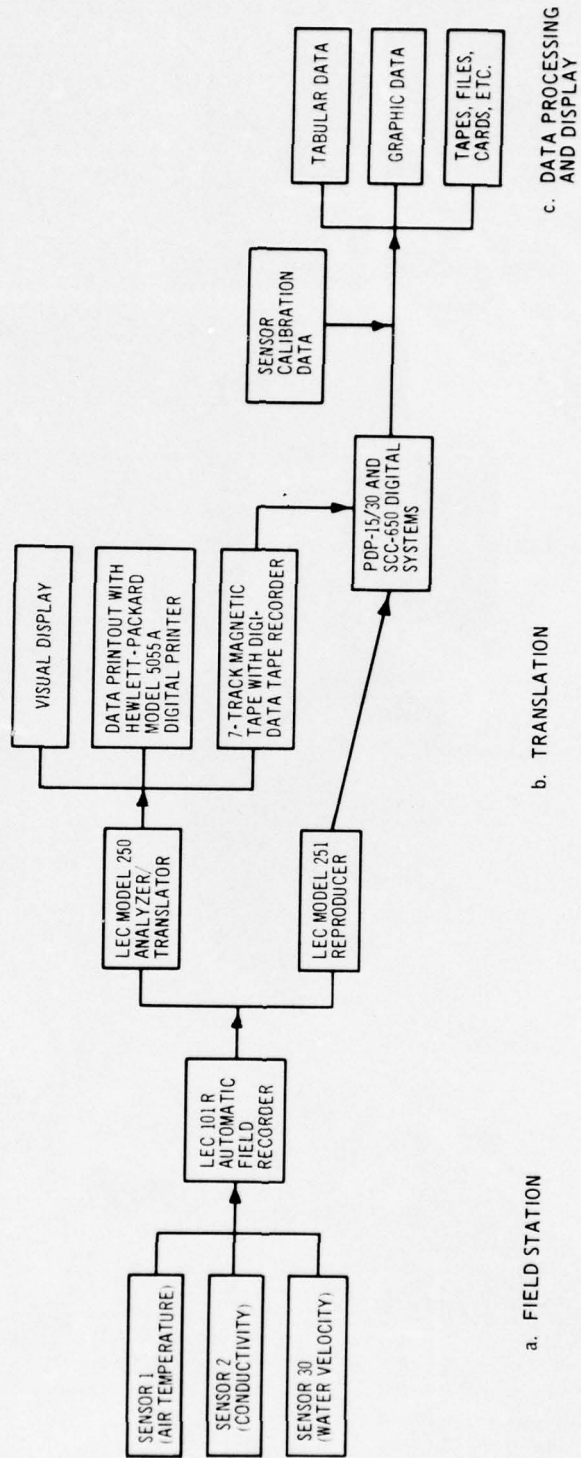 SENSOR 1
(AIR TEMPERATURE)
SENSOR 2
(CONDUCTIVITY)
SENSOR 30
(WATER VELOCITY)
LEC 101R
AUTOMATIC
FIELD
RECORDER
a. FIELD STATION
LEC MODEL 250
ANALYZER/
TRANSLATOR
LEC MODEL 251
REPRODUCER
VISUAL DISPLAY
DATA PRINTOUT WITH
HEWLETT-PACKARD
MODEL 5055A
DIGITAL PRINTER
7-TRACK MAGNETIC
TAPE WITH DIGI-
DATA TAPE RECORDER
b. TRANSLATION
PDP-15/30 AND
SCC-650 DIGITAL
SYSTEMS
SENSOR
CALIBRATION
DATA
TABULAR DATA
GRAPHIC DATA
TAPES, FILES,
CARDS, ETC.
c. DATA PROCESSING
AND DISPLAY